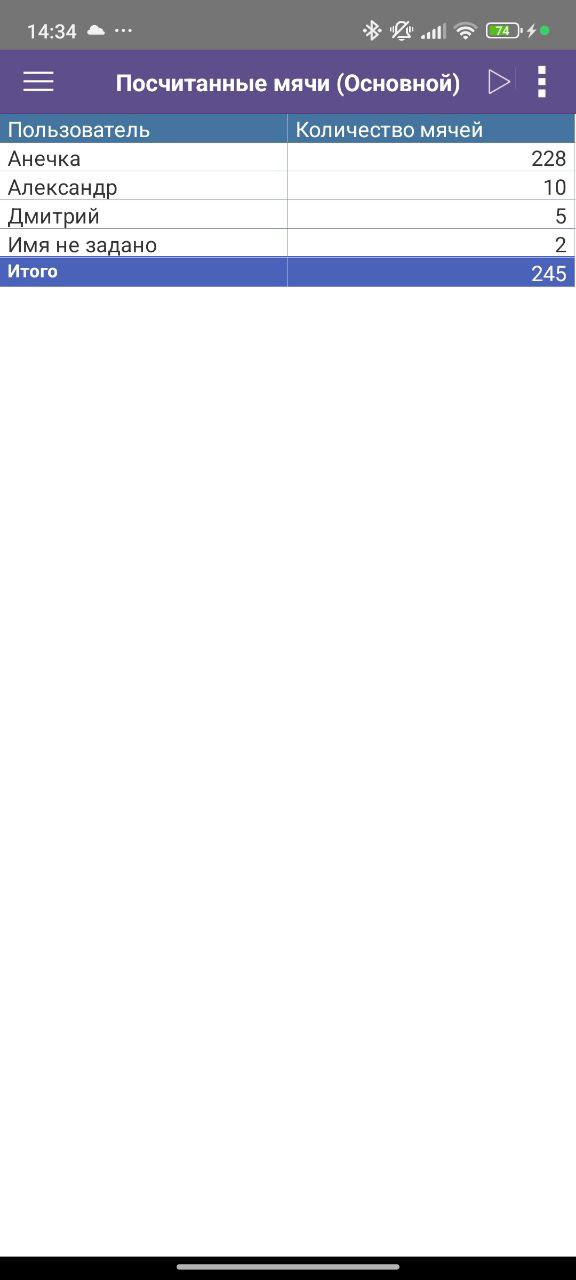 14:34 ... 74
Посчитанные мячи (Основной)
Пользователь Количество мячей
Анечка 228
Александр 10
Дмитрий 5
Имя не задано 2
Итого 245